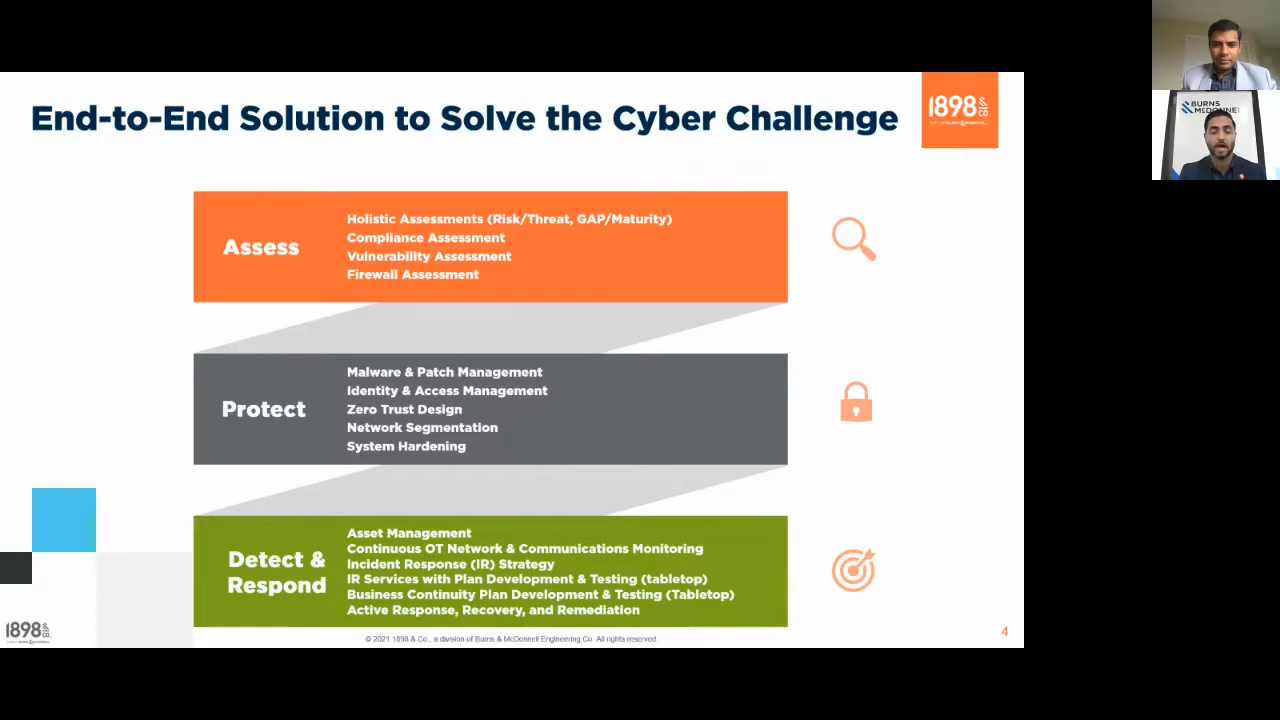 End-to-End Solution to Solve the Cyber Challenge
1898 & CO.
BURNS
MCDONNELL
Assess
Holistic Assessments (Risk/Threat, GAP/Maturity)
Compliance Assessment
Vulnerability Assessment
Firewall Assessment
Protect
Malware & Patch Management
Identity & Access Management
Zero Trust Design
Network Segmentation
System Hardening
Detect &
Respond
Asset Management
Continuous OT Network & Communications Monitoring
Incident Response (IR) Strategy
IR Services with Plan Development & Testing (tabletop)
Business Continuity Plan Development & Testing (Tabletop)
Active Response, Recovery, and Remediation
1898 & CO.
© 2021 1898 & Co., a division of Burns & McDonnell Engineering Co. All rights reserved.
4